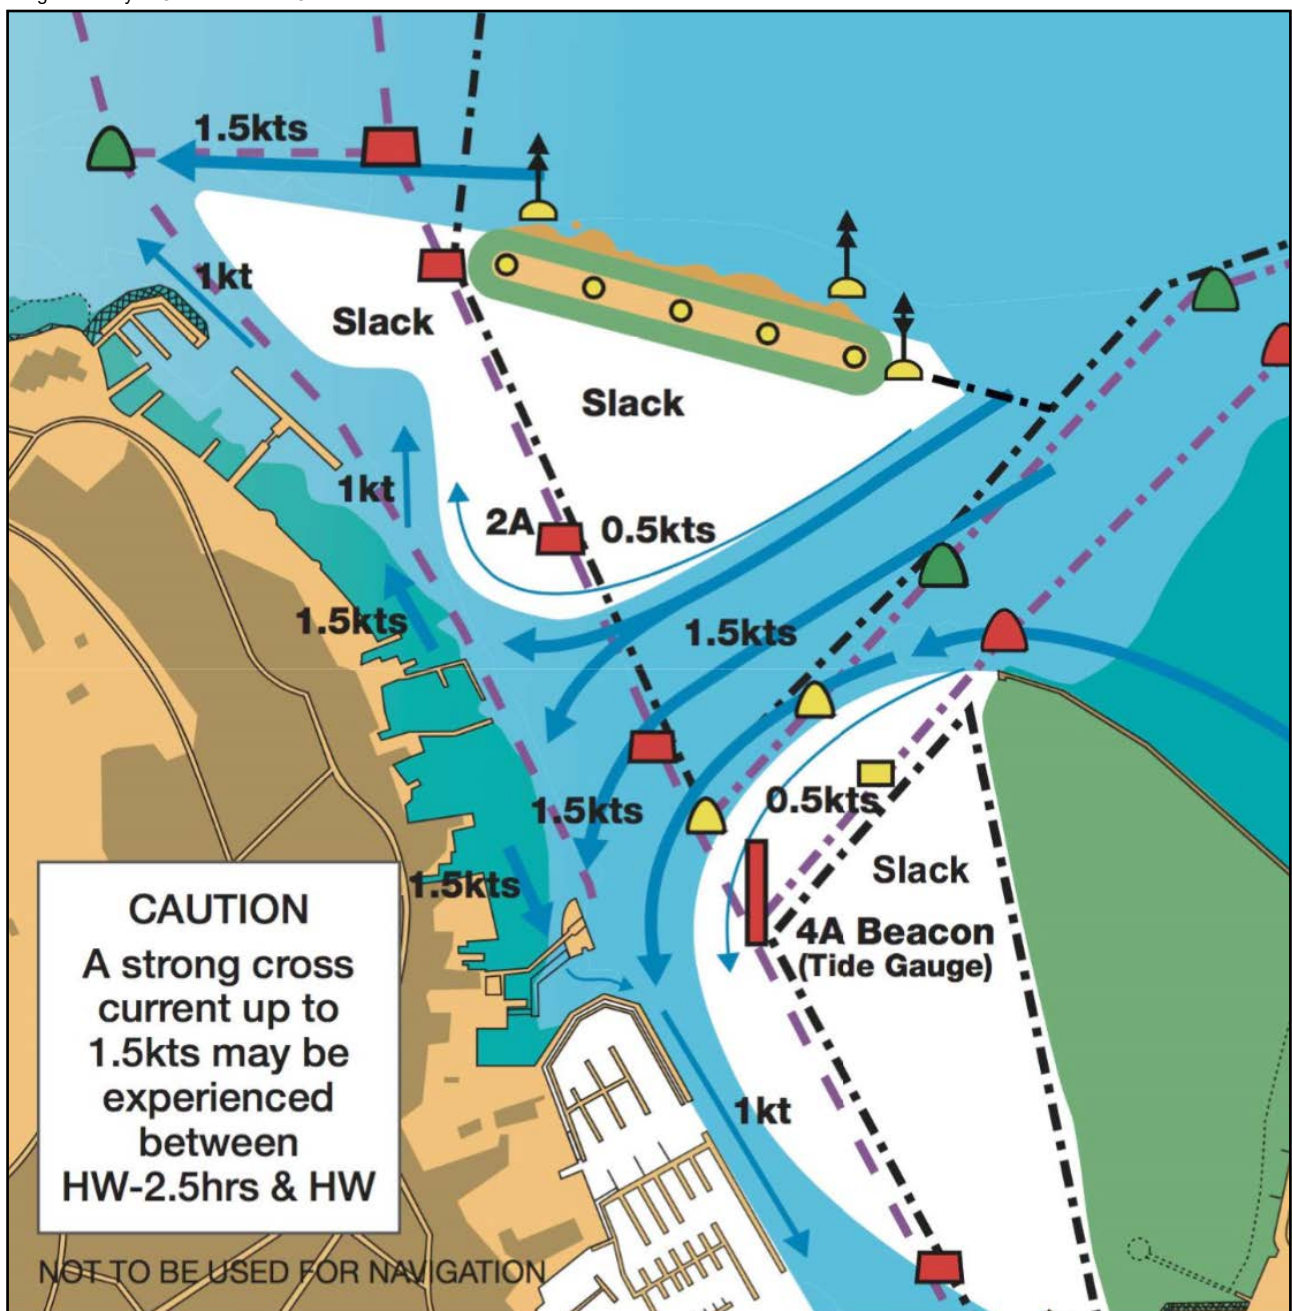 1.5kts
1kt
Slack
Slack
1kt
2A
0.5kts
1.5kts
1.5kts
1.5kts
0.5kts
1.5kts
Slack
4A Beacon
(Tide Gauge)
1kt
CAUTION
A strong cross
current up to
1.5kts may be
experienced
between
HW-2.5hrs & HW
NOT TO BE USED FOR NAVIGATION